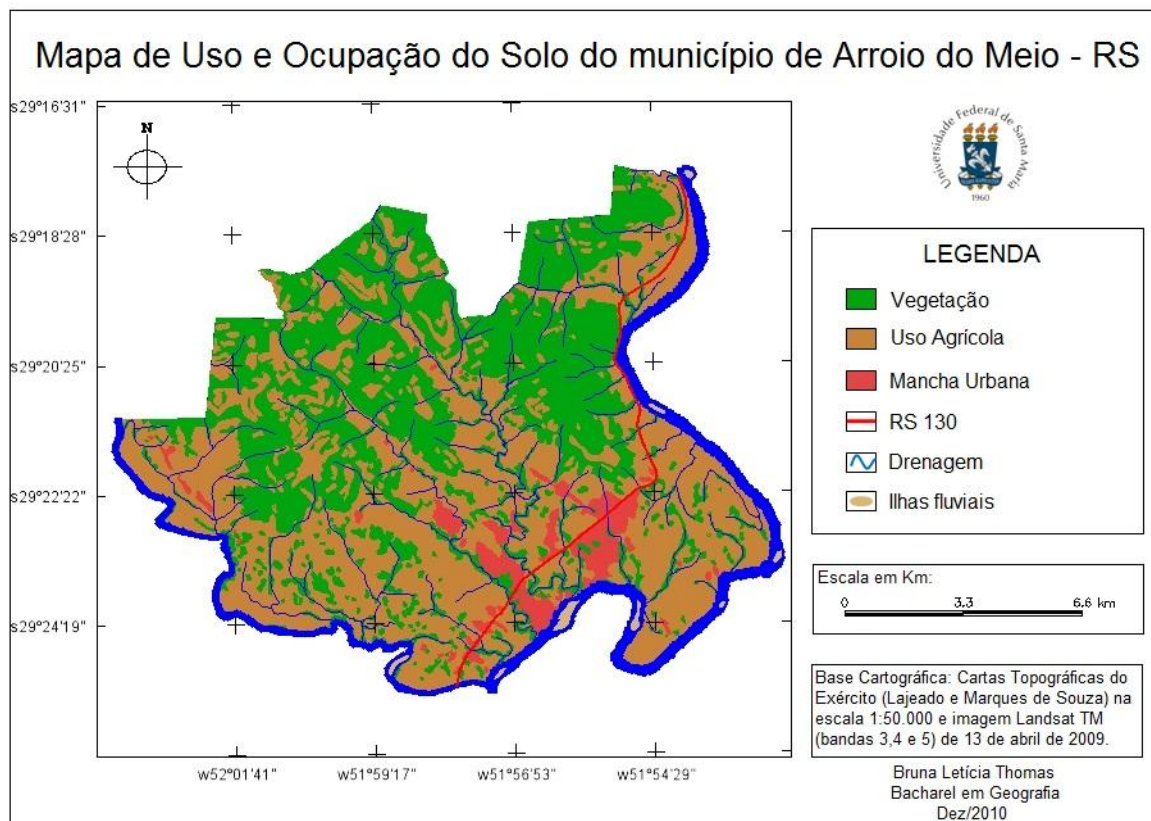 Mapa de Uso e Ocupação do Solo do município de Arroio do Meio - RS
s29°16'31"
s29°18'28"
s29°20'25"
s29°22'22"
s29°24'19"
w52°01'41"
w51°59'17"
w51°56'53"
w51°54'29"
N
Universidade Federal de Santa Maria
1960
LEGENDA
Vegetação
Uso Agrícola
Mancha Urbana
RS 130
Drenagem
Ilhas fluviais
Escala em Km:
0 3.3 6.6 km
Base Cartográfica: Cartas Topográficas do
Exército (Lajeado e Marques de Souza) na
escala 1:50.000 e imagem Landsat TM
(bandas 3,4 e 5) de 13 de abril de 2009.
Bruna Letícia Thomas
Bacharel em Geografia
Dez/2010